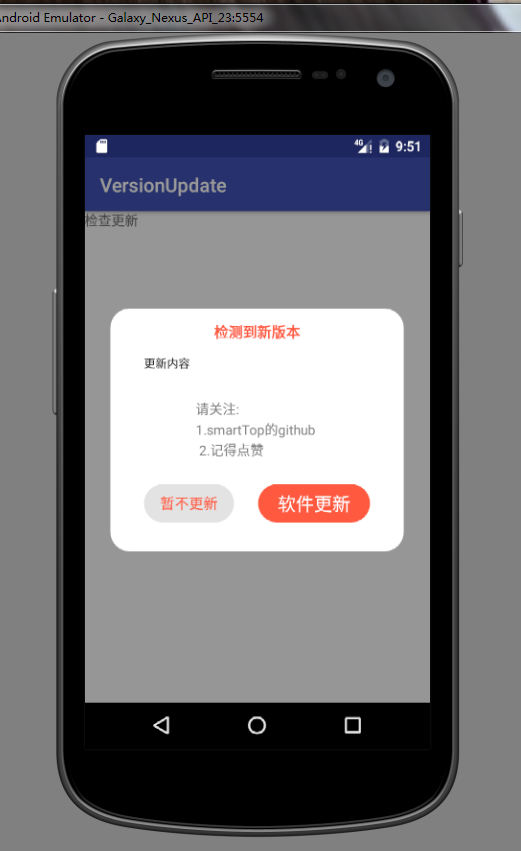 Android Emulator - Galaxy_Nexus_API_23:5554
4G 9:51
VersionUpdate
检查更新
检测到新版本
更新内容
请关注:
1.smartTop的github
2.记得点赞
暂不更新 软件更新